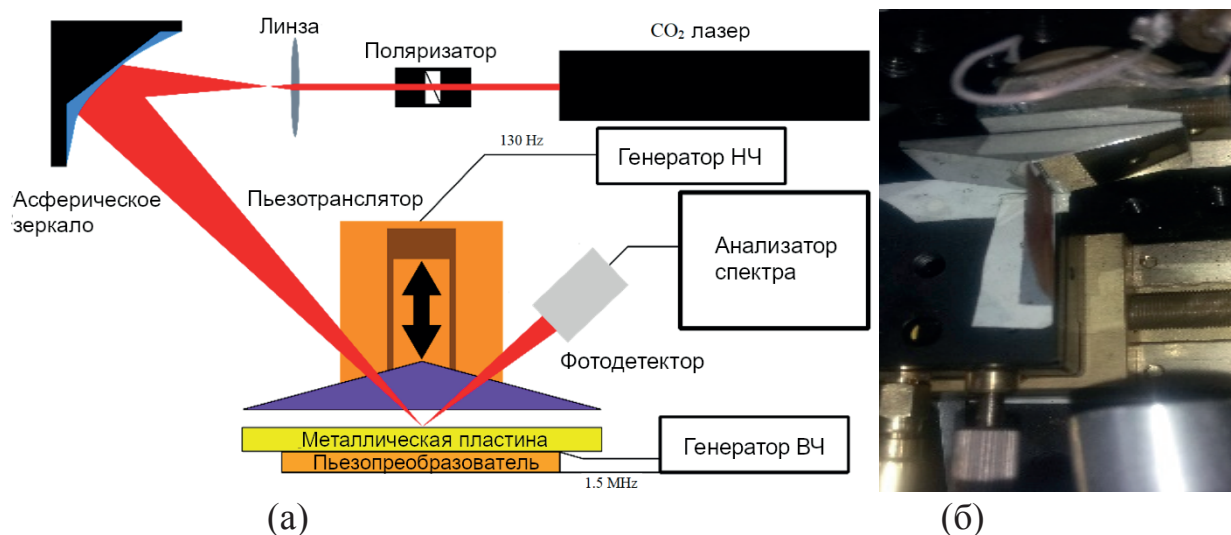 Линза
CO₂ лазер
Поляризатор
130 Hz
Генератор НЧ
Асферическое
зеркало
Пьезотранслятор
Анализатор
спектра
Фотодетектор
Металлическая пластина
Пьезопреобразователь
Генератор ВЧ
1.5 MHz
(а)
(б)